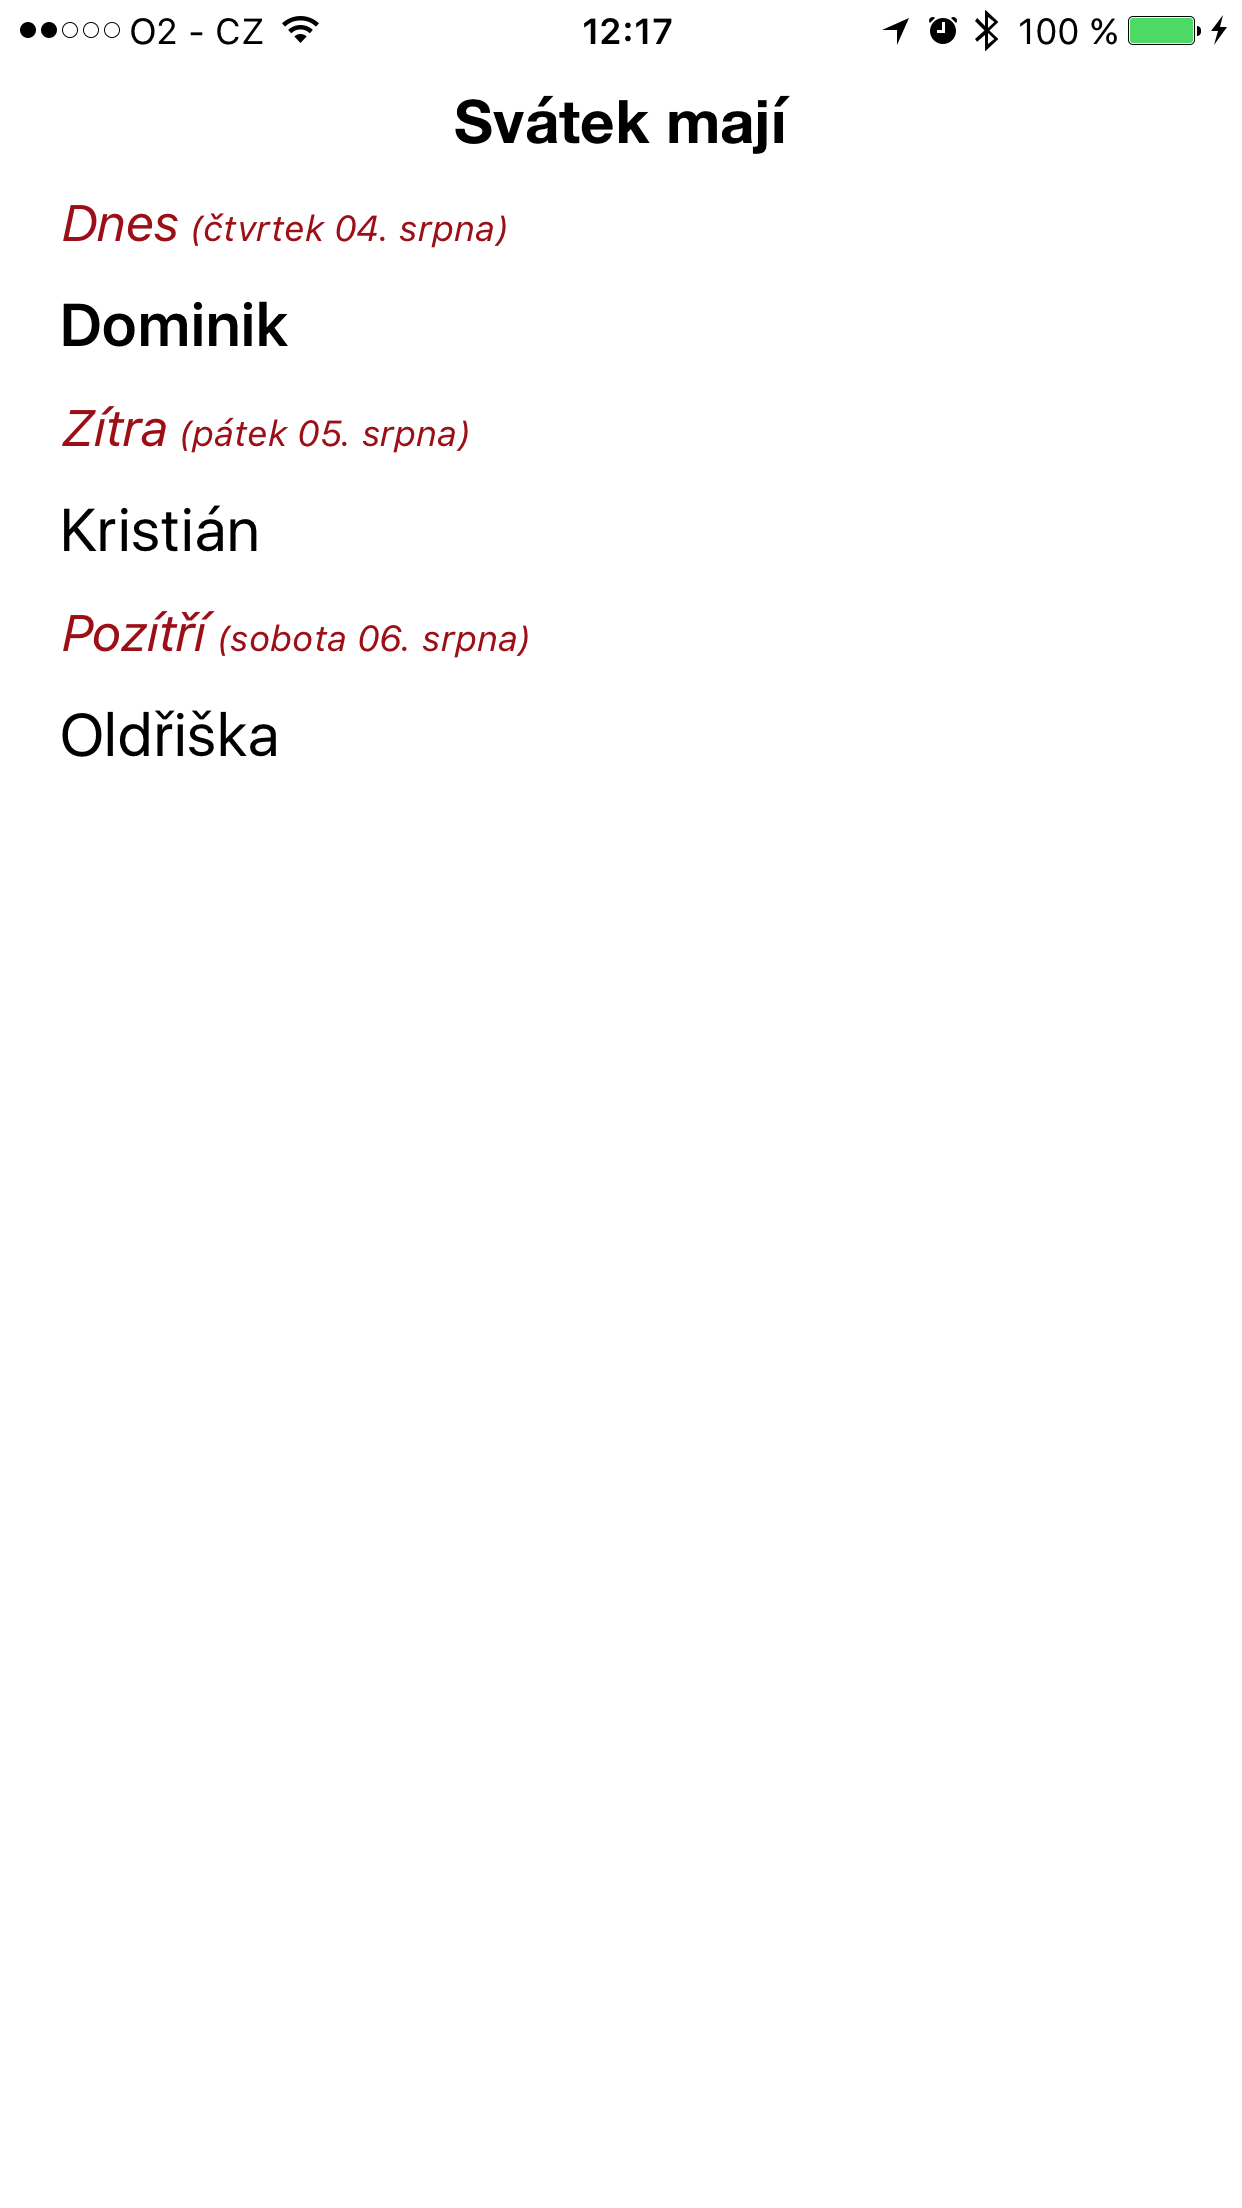 O2 - CZ 12:17 100 %
Svátek mají
Dnes (čtvrtek 04. srpna)
Dominik
Zítra (pátek 05. srpna)
Kristián
Pozítří (sobota 06. srpna)
Oldřiška